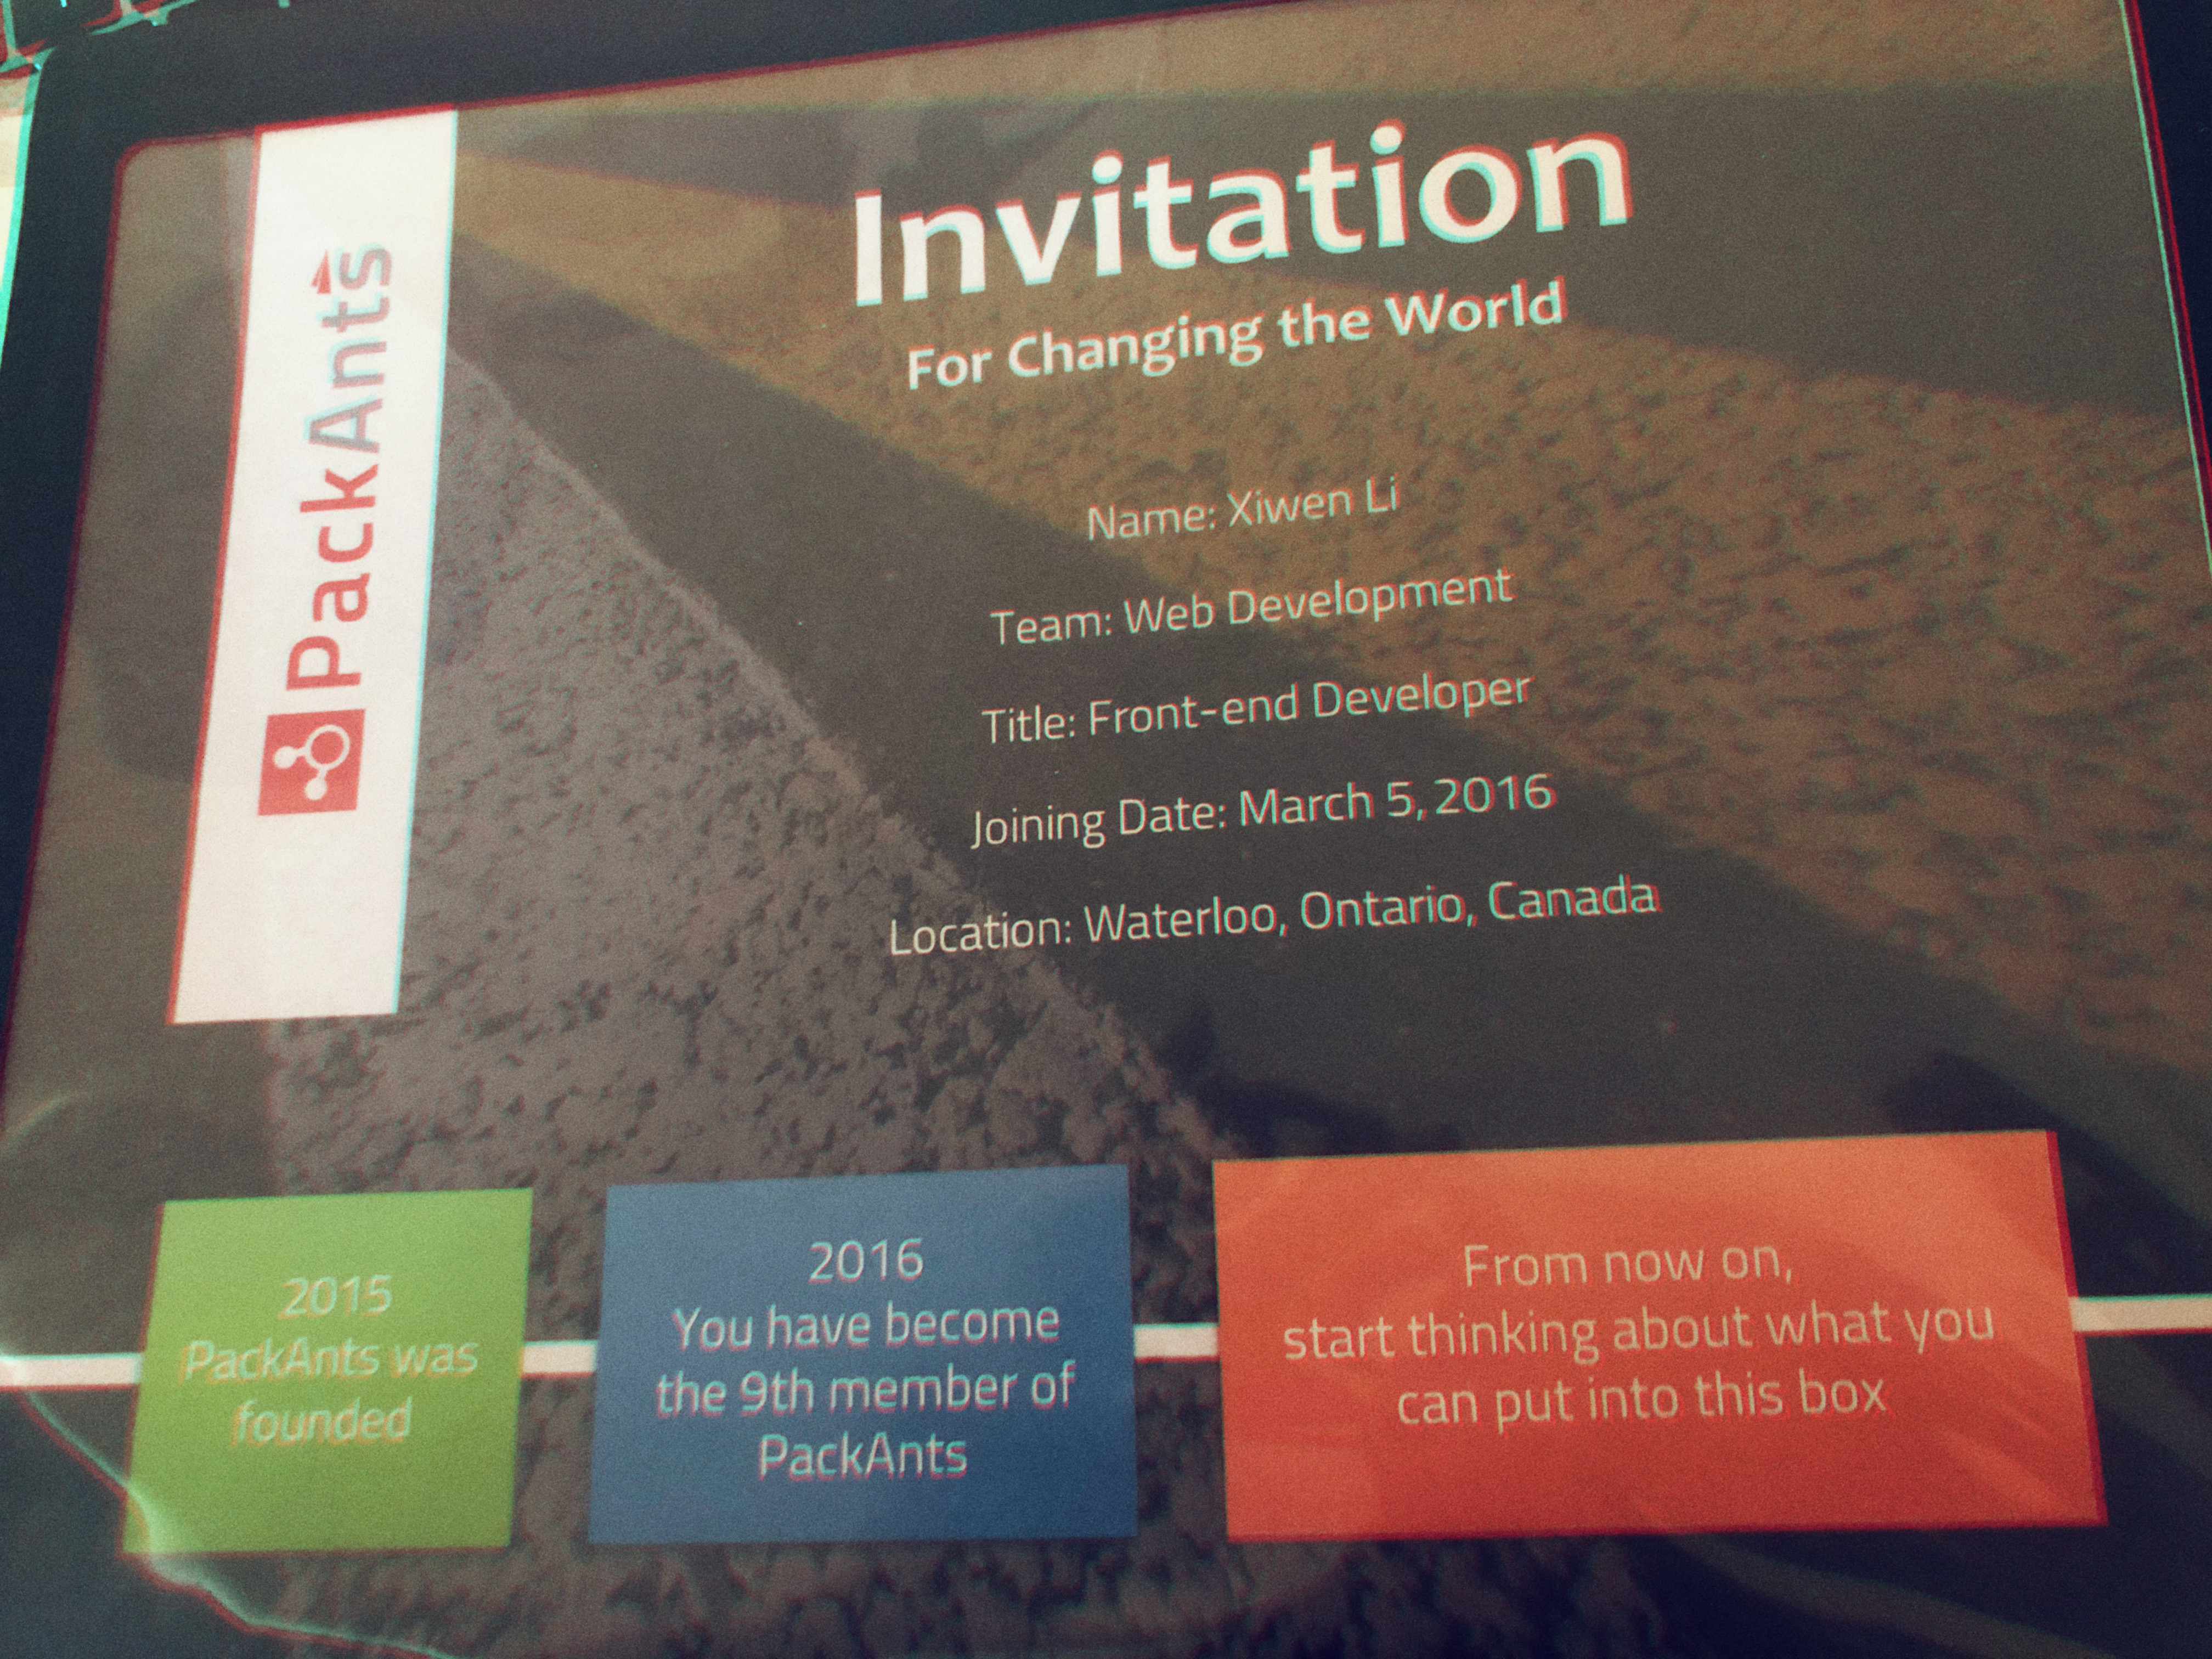 PackAnts
Invitation
For Changing the World
Name: Xiwen Li
Team: Web Development
Title: Front-end Developer
Joining Date: March 5, 2016
Location: Waterloo, Ontario, Canada
2015
PackAnts was
founded
2016
You have become
the 9th member of
PackAnts
From now on,
start thinking about what you
can put into this box